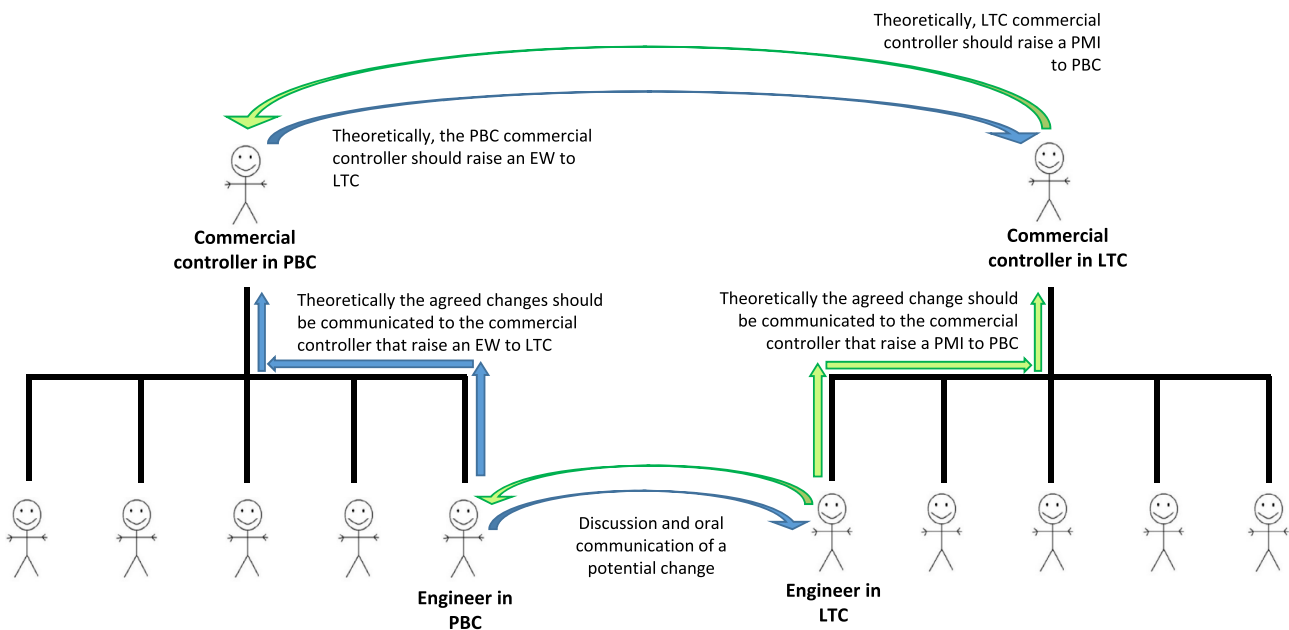 Theoretically, LTC commercial
controller should raise a PMI
to PBC
Theoretically, the PBC commercial
controller should raise an EW to
LTC
Commercial
controller in PBC
Commercial
controller in LTC
Theoretically the agreed changes should
be communicated to the commercial
controller that raise an EW to LTC
Theoretically the agreed change should
be communicated to the commercial
controller that raise a PMI to PBC
Discussion and oral
communication of a
potential change
Engineer in
PBC
Engineer in
LTC